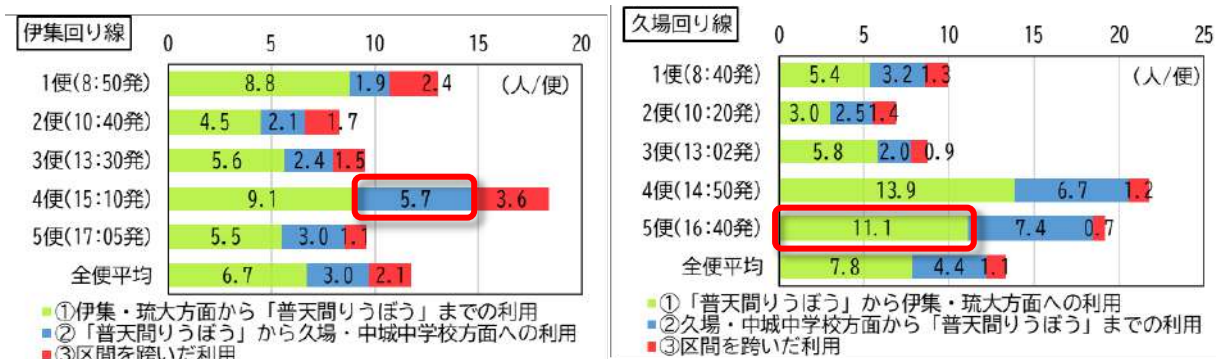 伊集回り線
0 5 10 15 20
(人/便)
1便(8:50発) 8.8 1.9 2.4
2便(10:40発) 4.5 2.1 1.7
3便(13:30発) 5.6 2.4 1.5
4便(15:10発) 9.1 5.7 3.6
5便(17:05発) 5.5 3.0 1.1
全便平均 6.7 3.0 2.1
①伊集・琉大方面から「普天間りうぼう」までの利用
②「普天間りうぼう」から久場・中城中学校方面への利用
③区間を跨いだ利用
久場回り線
0 5 10 15 20 25
(人/便)
1便(8:40発) 5.4 3.2 1.3
2便(10:20発) 3.0 2.5 1.4
3便(13:02発) 5.8 2.0 0.9
4便(14:50発) 13.9 6.7 1.2
5便(16:40発) 11.1 7.4 0.7
全便平均 7.8 4.4 1.1
①「普天間りうぼう」から伊集・琉大方面への利用
②久場・中城中学校方面から「普天間りうぼう」までの利用
③区間を跨いだ利用